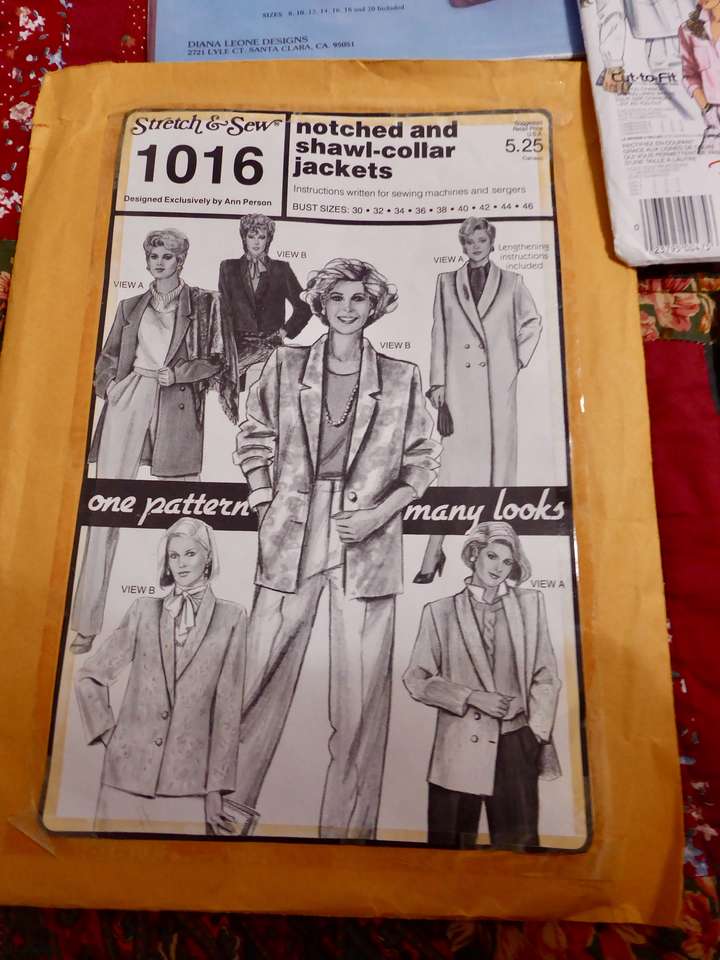 SIZES 8, 10, 12, 14, 16, 18 and 20 Included
DIANA LEONE DESIGNS
2721 LYLE CT. SANTA CLARA, CA. 95051
Cut-to-Fit
Stretch & Sew®
1016
Designed Exclusively by Ann Person
notched and
shawl-collar
jackets
Suggested
Retail Price
U.S.A.
5.25
Instructions written for sewing machines and sergers
BUST SIZES: 30 • 32 • 34 • 36 • 38 • 40 • 42 • 44 • 46
VIEW A
VIEW B
VIEW B
VIEW A
Lengthening
instructions
included
one pattern
many looks
VIEW B
VIEW A
0